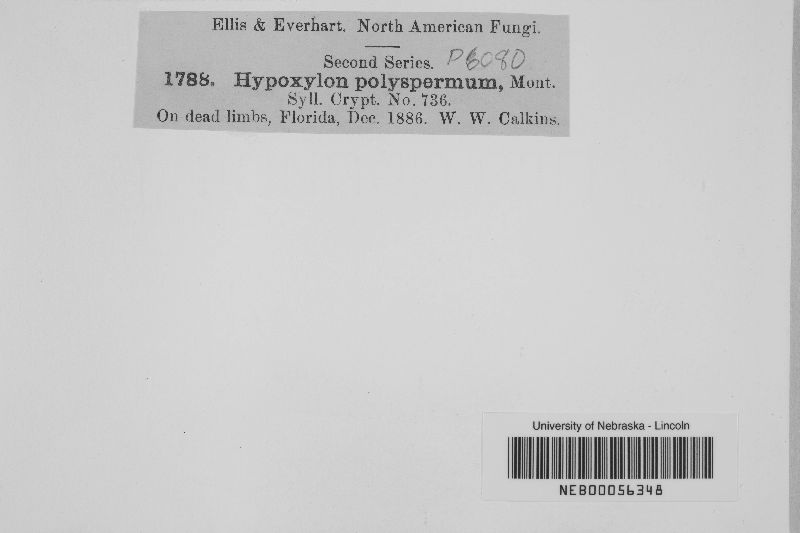 Ellis & Everhart. North American Fungi.
Second Series. P6080
1788. Hypoxylon polyspermum, Mont.
Syll. Crypt. No. 736.
On dead limbs, Florida, Dec. 1886. W. W. Calkins.
University of Nebraska - Lincoln
NEB00056348